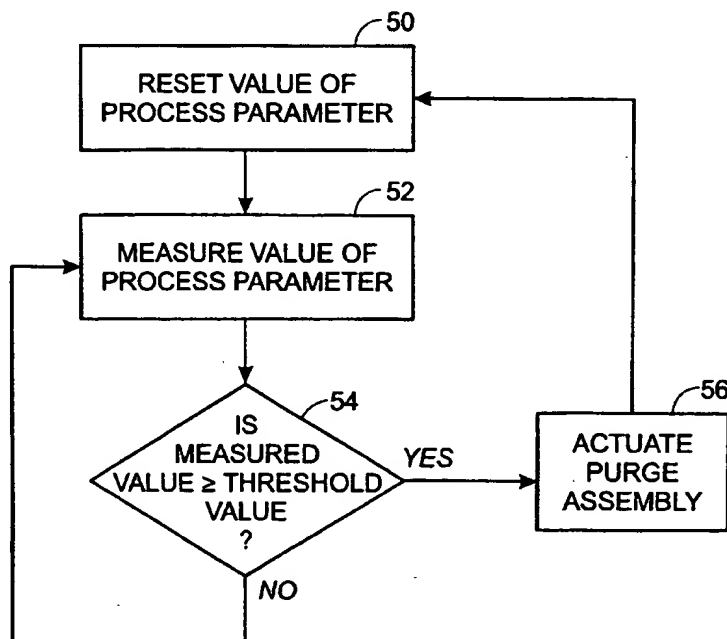 50
RESET VALUE OF
PROCESS PARAMETER
52
MEASURE VALUE OF
PROCESS PARAMETER
54
IS
MEASURED
VALUE ≥ THRESHOLD
VALUE
?
YES
NO
56
ACTUATE
PURGE
ASSEMBLY